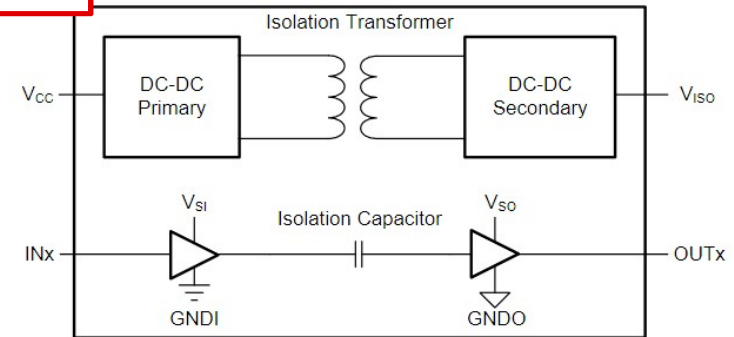 Isolation Transformer
DC-DC
Primary
DC-DC
Secondary
VCC
VISO
VSI
VSO
Isolation Capacitor
INx
OUTx
GNDI
GNDO